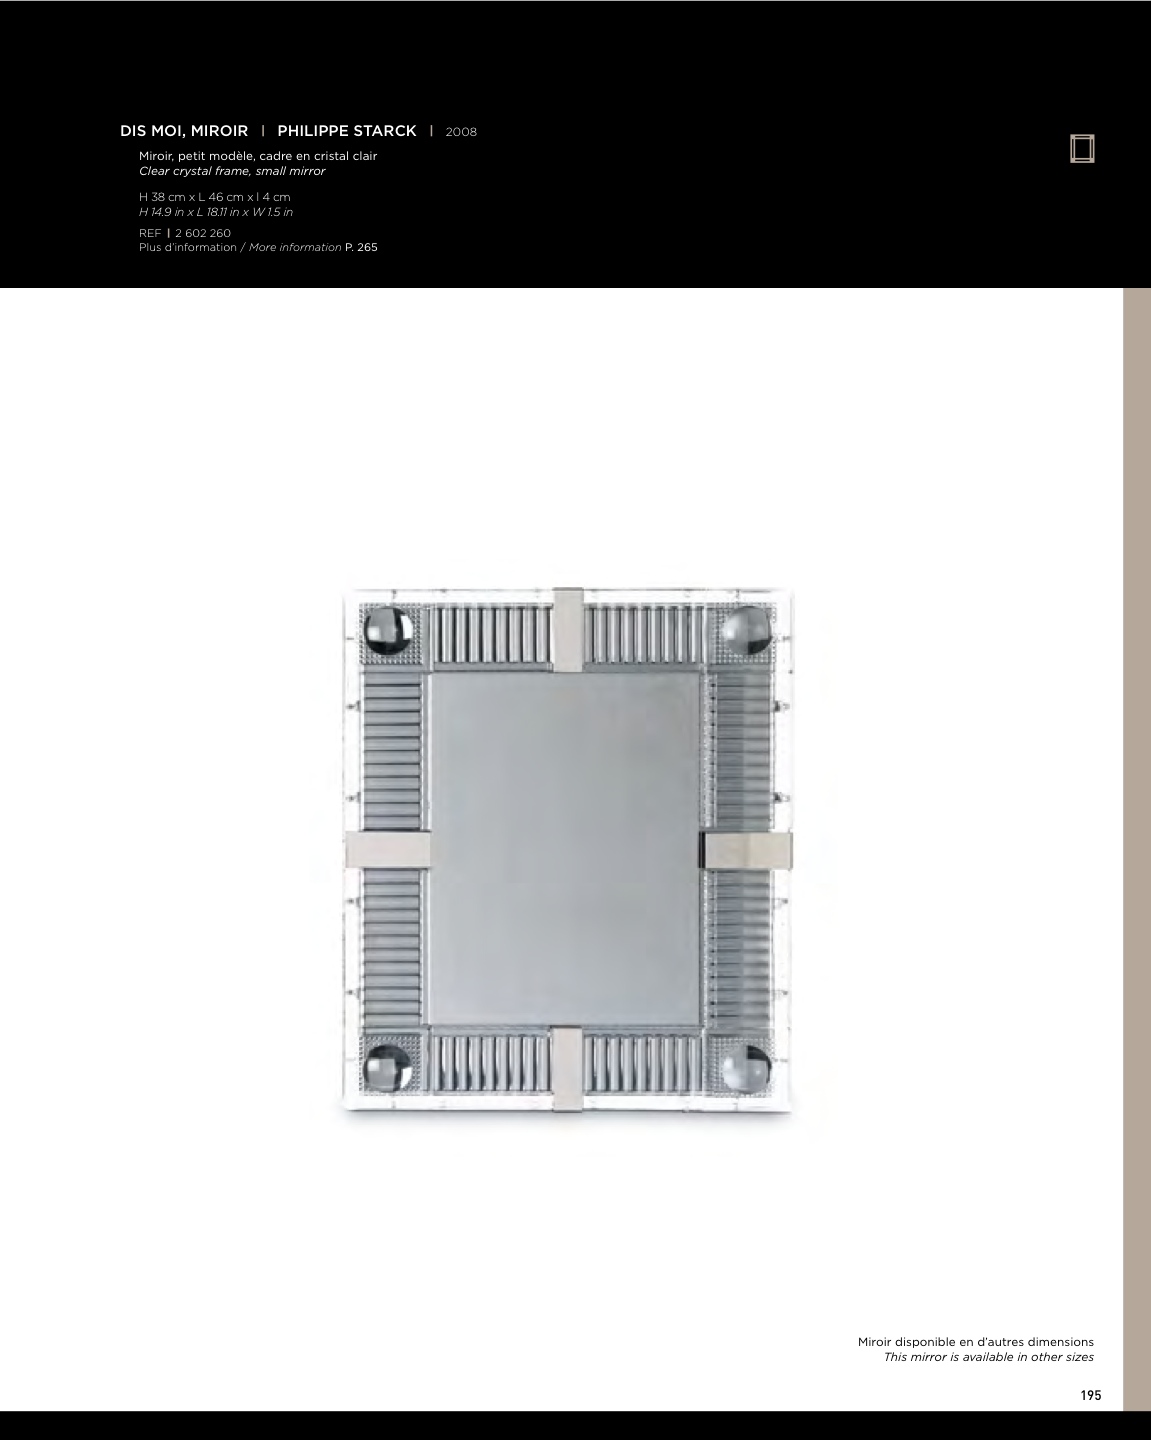 DIS MOI, MIROIR | PHILIPPE STARCK | 2008
Miroir, petit modèle, cadre en cristal clair
Clear crystal frame, small mirror
H 38 cm x L 46 cm x l 4 cm
H 14.9 in x L 18.11 in x W 1.5 in
REF | 2 602 260
Plus d'information / More information P. 265
Miroir disponible en d'autres dimensions
This mirror is available in other sizes
195